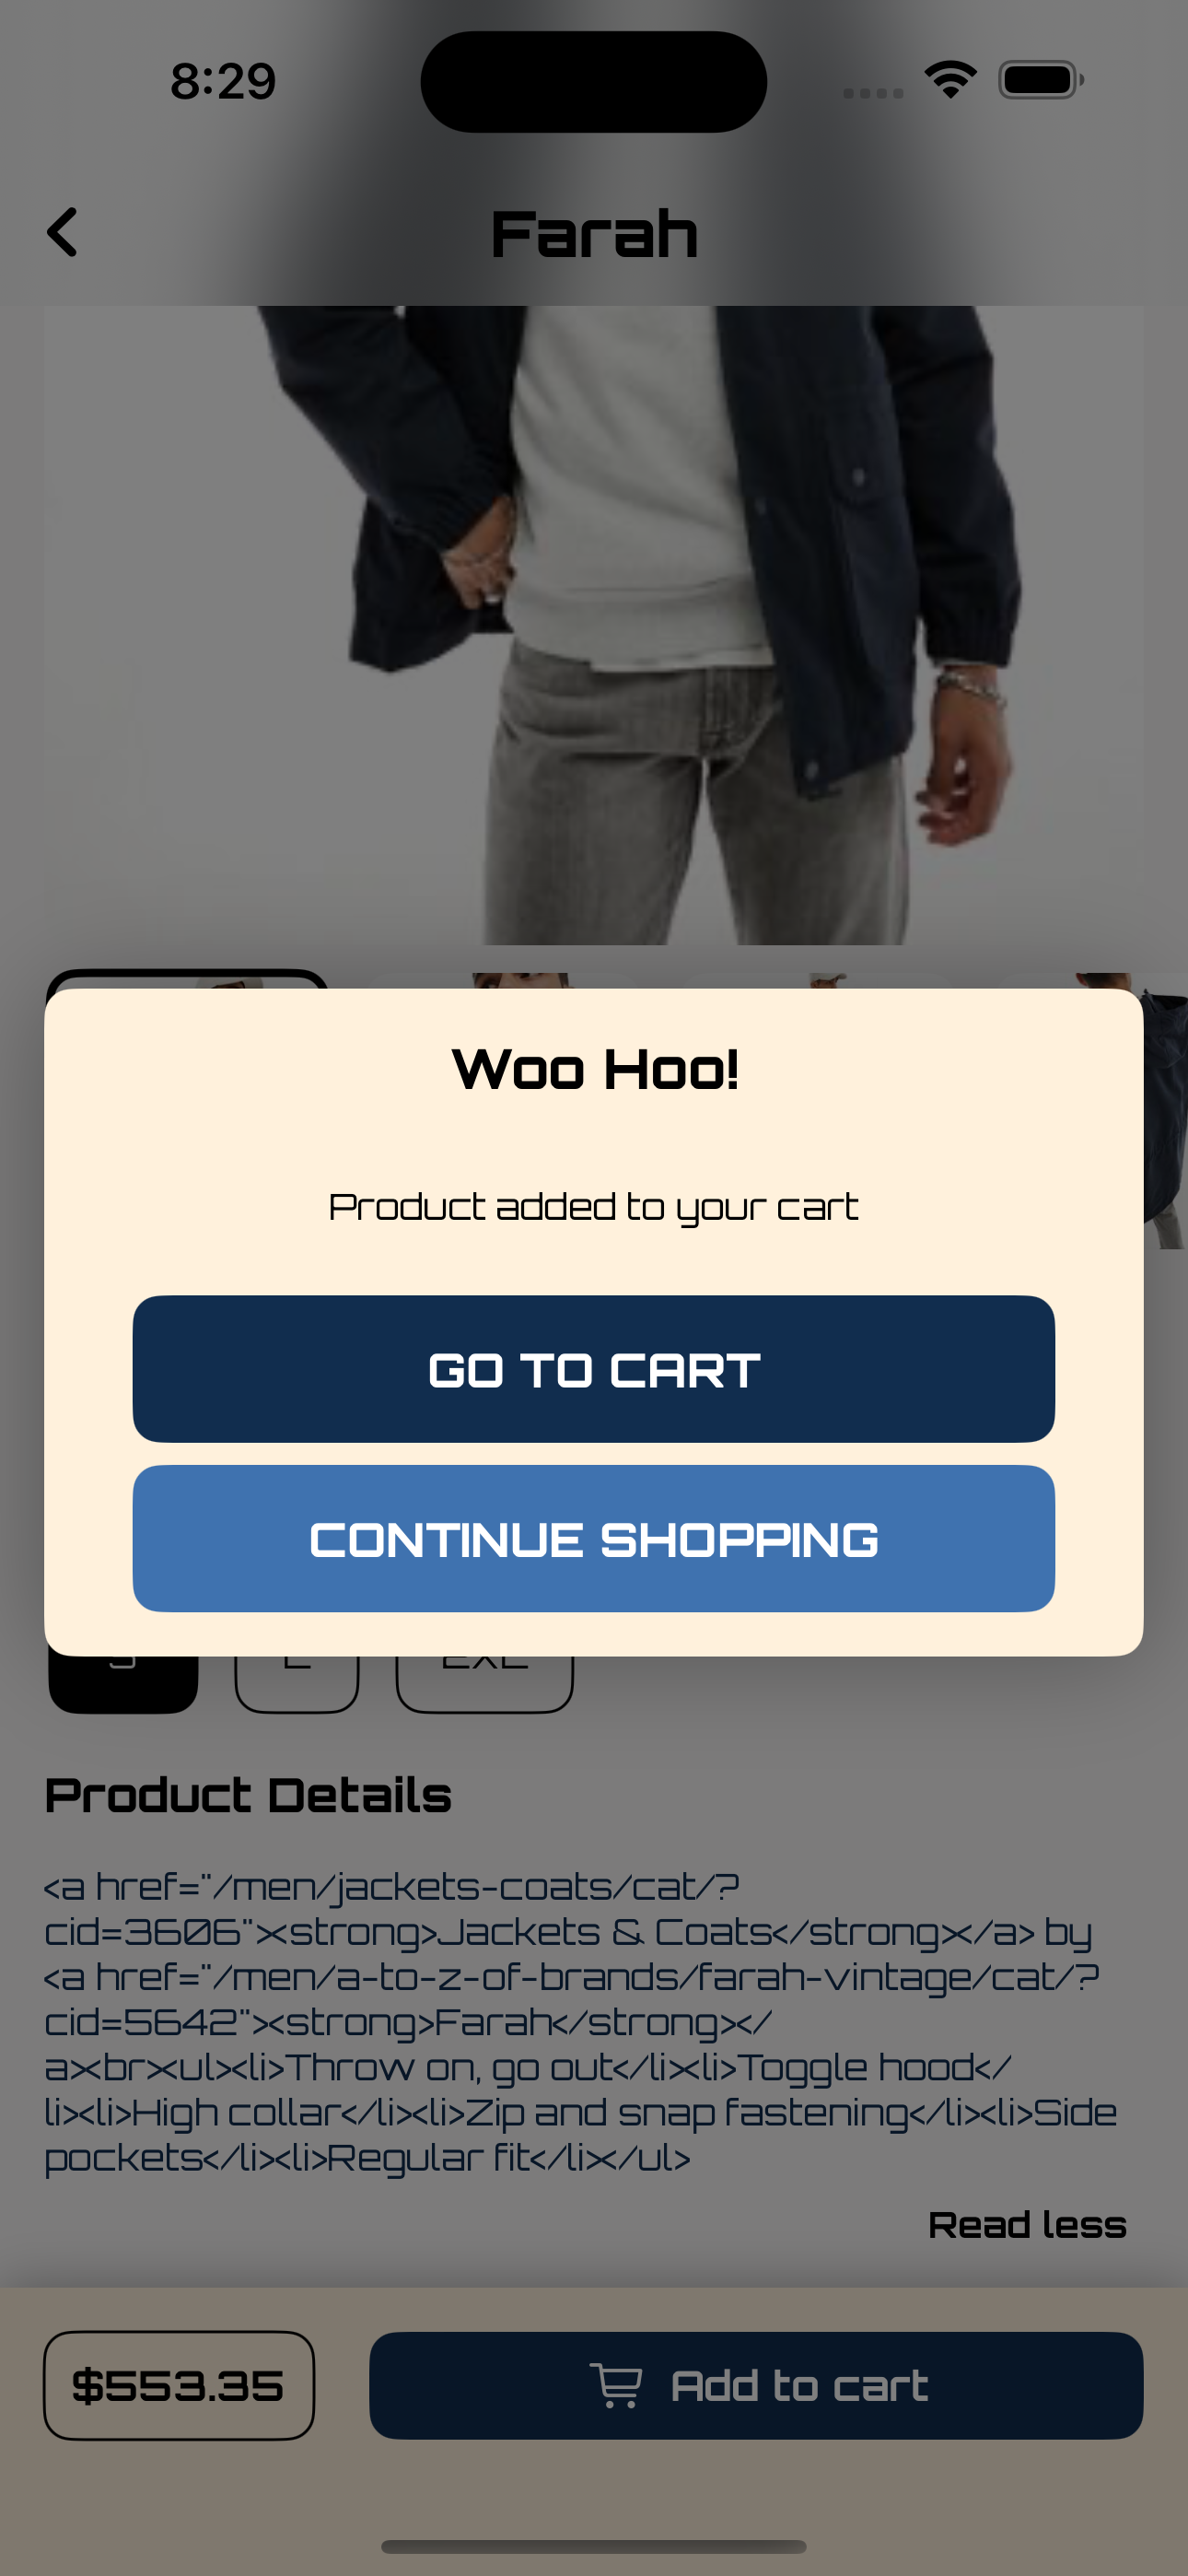 8:29
Farah
Woo Hoo!
Product added to your cart
GO TO CART
CONTINUE SHOPPING
Product Details
<a href="/men/jackets-coats/cat/?
cid=3606"><strong>Jackets & Coats</strong></a> by
<a href="/men/a-to-z-of-brands/farah-vintage/cat/?
cid=5642"><strong>Farah</strong></
a><br><ul><li>Throw on, go out</li><li>Toggle hood</
li><li>High collar</li><li>Zip and snap fastening</li><li>Side
pockets</li><li>Regular fit</li></ul>
Read less
$553.35
Add to cart